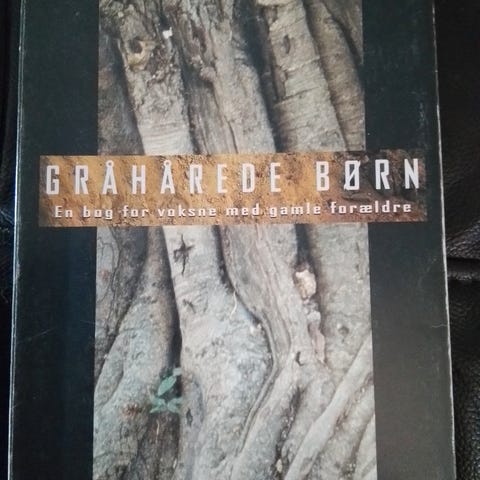 GRÅHÅREDE BØRN
En bog for voksne med gamle forældre